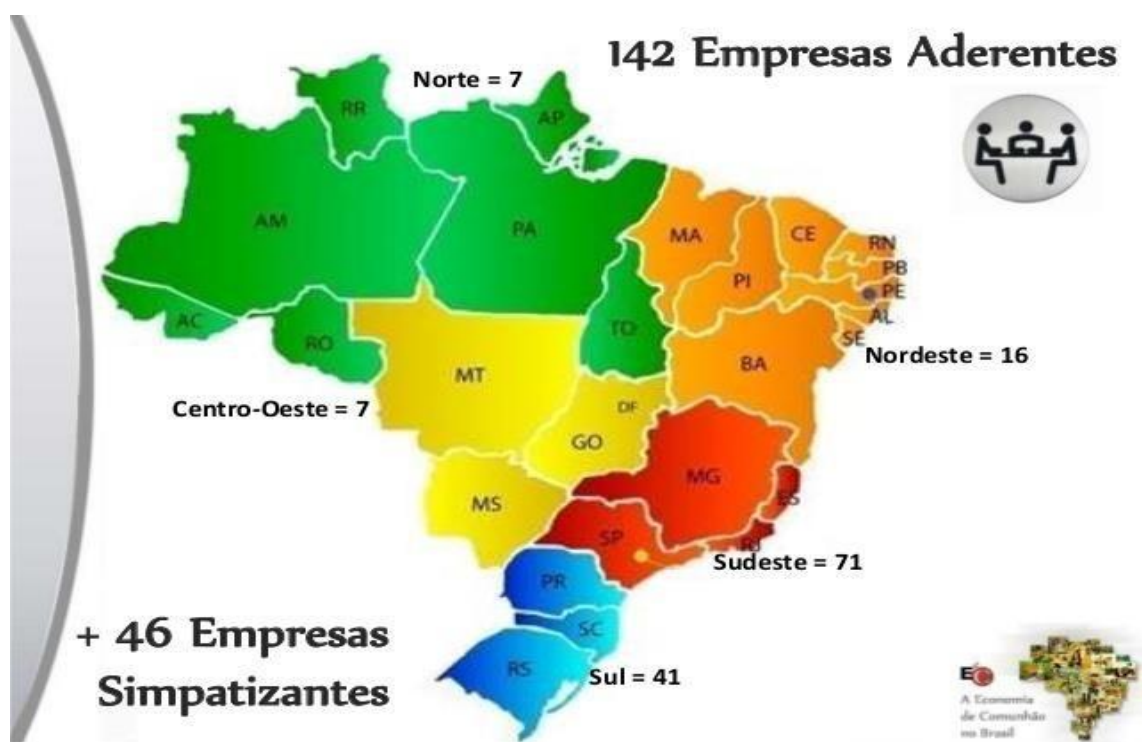 142 Empresas Aderentes
Norte = 7
RR
AP
AM
PA
MA
CE
RN
PB
PI
PE
AL
SE
AC
RO
TO
BA
Nordeste = 16
MT
Centro-Oeste = 7
DF
GO
MG
MS
ES
SP
RJ
Sudeste = 71
PR
SC
+ 46 Empresas
Simpatizantes
RS
Sul = 41
A Economia
de Comunhão
no Brasil